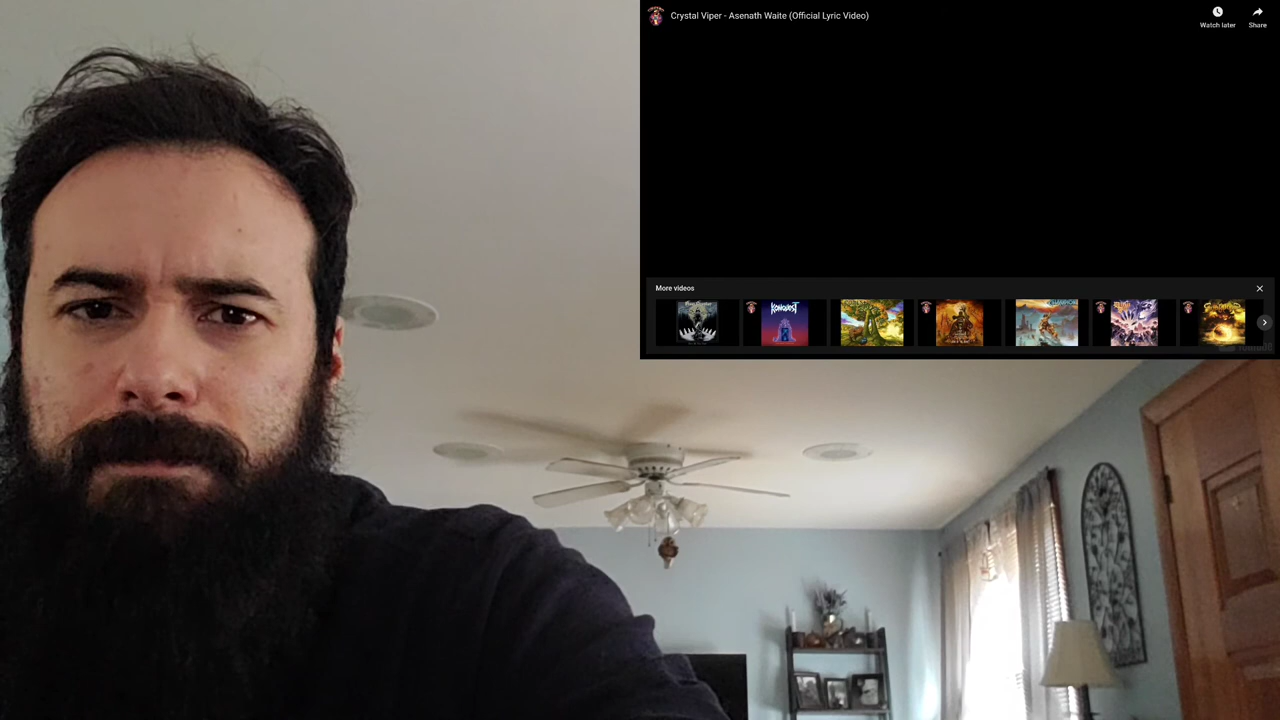 Crystal Viper - Asenath Waite (Official Lyric Video)
Watch later
Share
More videos
KONQUEST